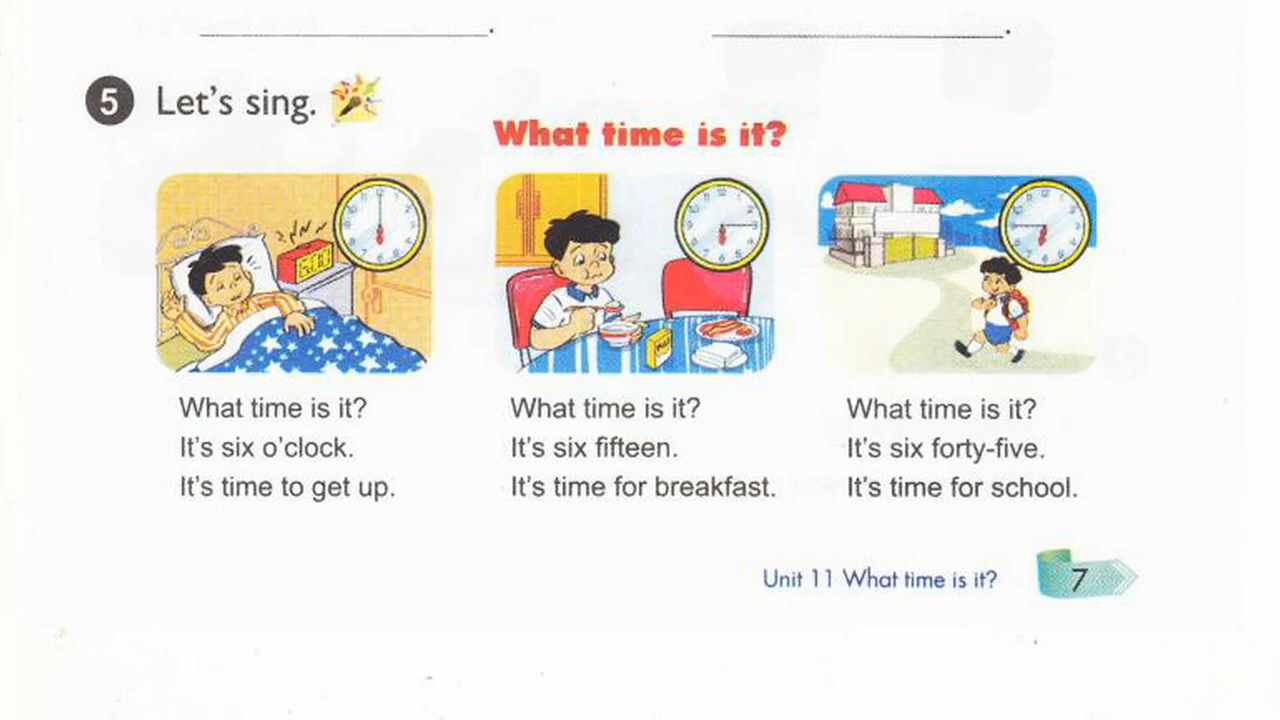 5 Let's sing.
What time is it?
What time is it?
It's six o'clock.
It's time to get up.
What time is it?
It's six fifteen.
It's time for breakfast.
What time is it?
It's six forty-five.
It's time for school.
Unit 11 What time is it? 7